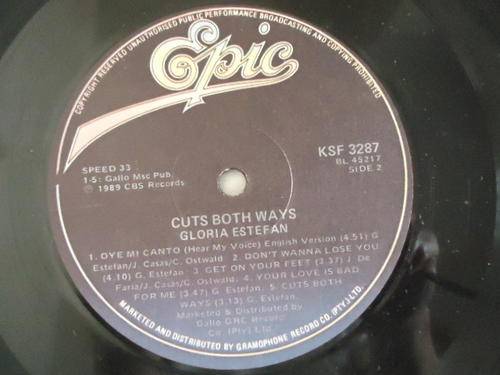 COPYRIGHT RESERVED UNAUTHORISED PUBLIC PERFORMANCE BROADCASTING AND COPYING OF THIS RECORD PROHIBITED
Epic
SPEED 33
1-5: Gallo Msc Pub.
℗ 1989 CBS Records
KSF 3287
BL 45217
SIDE 2
CUTS BOTH WAYS
GLORIA ESTEFAN
1. OYE MI CANTO (Hear My Voice) English Version (4.51) G
Estefan/J. Casas/C. Ostwald 2. DON'T WANNA LOSE YOU
(4.10) G. Estefan. 3. GET ON YOUR FEET (3.37) J. De
Faria/J. Casas/C. Ostwald 4. YOUR LOVE IS BAD
FOR ME (3.47) G. Estefan. 5. CUTS BOTH
WAYS (3.13) G. Estefan.
Marketed & Distributed by
Gallo GRC Record
Co. (Pty) Ltd.
MARKETED AND DISTRIBUTED BY GRAMOPHONE RECORD CO. (PTY.) LTD.